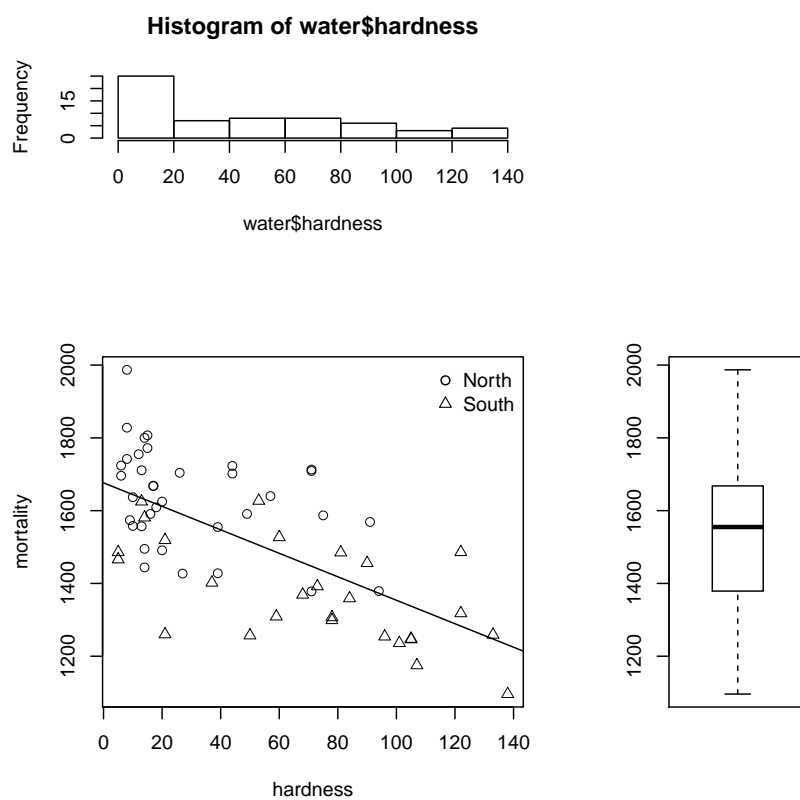 Histogram of water$hardness
Frequency
0 15
0 20 40 60 80 100 120 140
water$hardness
mortality
1200 1400 1600 1800 2000
North
South
0 20 40 60 80 100 120 140
hardness
1200 1400 1600 1800 2000